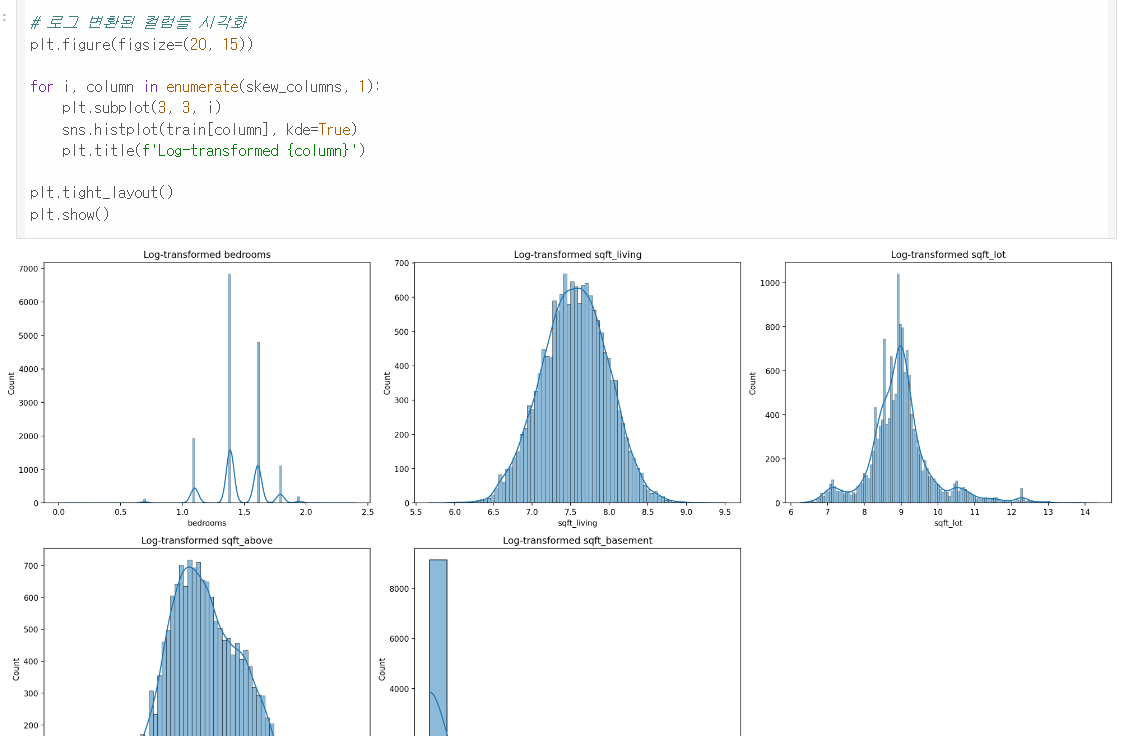 :
# 로그 변환된 컬럼들 시각화
plt.figure(figsize=(20, 15))
for i, column in enumerate(skew_columns, 1):
plt.subplot(3, 3, i)
sns.histplot(train[column], kde=True)
plt.title(f'Log-transformed {column}')
plt.tight_layout()
plt.show()
Log-transformed bedrooms
7000
6000
5000
4000
3000
2000
1000
0
Count
0.0 0.5 1.0 1.5 2.0 2.5
bedrooms
Log-transformed sqft_living
700
600
500
400
300
200
100
0
Count
5.5 6.0 6.5 7.0 7.5 8.0 8.5 9.0 9.5
sqft_living
Log-transformed sqft_lot
1000
800
600
400
200
0
Count
6 7 8 9 10 11 12 13 14
sqft_lot
Log-transformed sqft_above
700
600
500
400
300
200
Count
Log-transformed sqft_basement
8000
6000
4000
Count